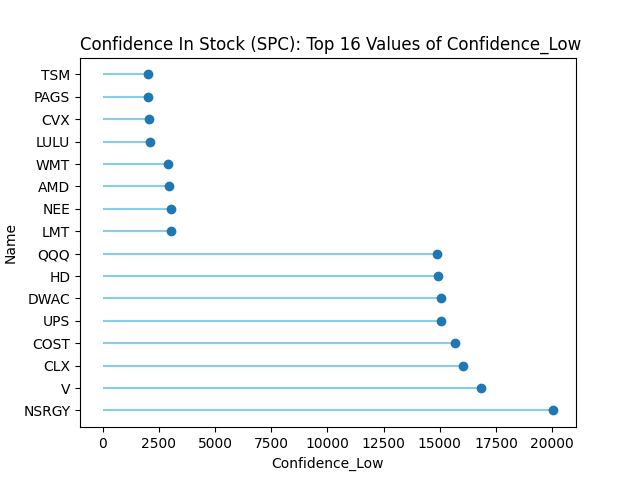 Confidence In Stock (SPC): Top 16 Values of Confidence_Low
TSM
PAGS
CVX
LULU
WMT
AMD
NEE
LMT
QQQ
HD
DWAC
UPS
COST
CLX
V
NSRGY
Name
0 2500 5000 7500 10000 12500 15000 17500 20000
Confidence_Low